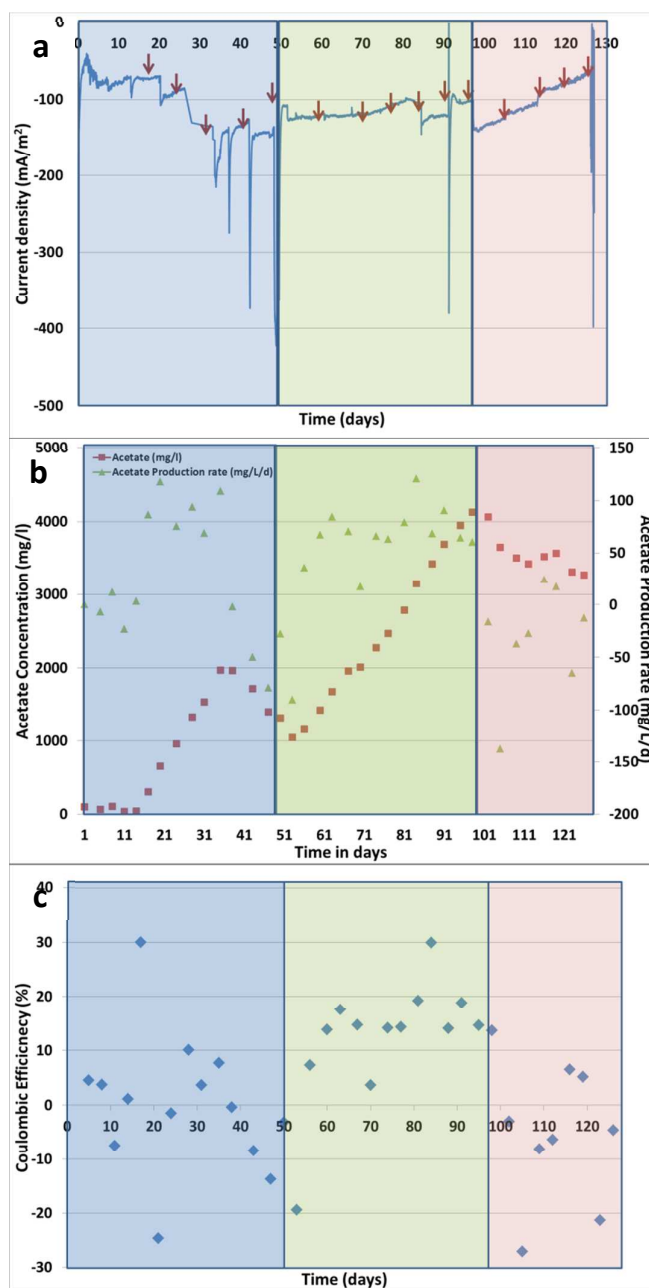 a
0 10 20 30 40 50 60 70 80 90 100 110 120 130
0
-100
-200
-300
-400
-500
Current density (mA/m²)
Time (days)
b
Acetate (mg/l)
Acetate Production rate (mg/L/d)
5000
4000
3000
2000
1000
0
Acetate Concentration (mg/l)
150
100
50
0
-50
-100
-150
-200
Acetate Production rate (mg/L/d)
1 11 21 31 41 51 61 71 81 91 101 111 121
Time in days
c
40
30
20
10
0
-10
-20
-30
Coulombic Efficicnecy (%)
0 10 20 30 40 50 60 70 80 90 100 110 120
Time (days)